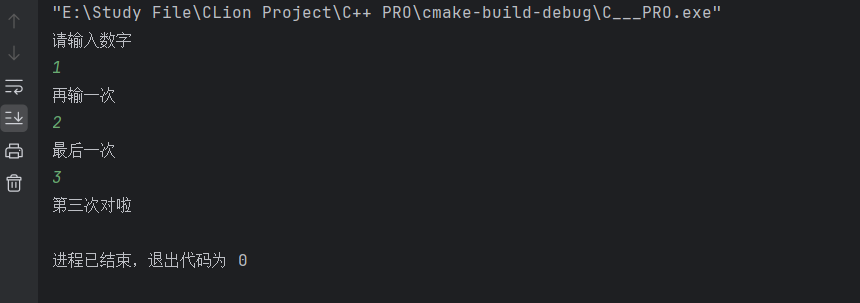 "E:\Study File\CLion Project\C++ PRO\cmake-build-debug\C___PRO.exe"
请输入数字
1
再输一次
2
最后一次
3
第三次对啦
进程已结束，退出代码为 0